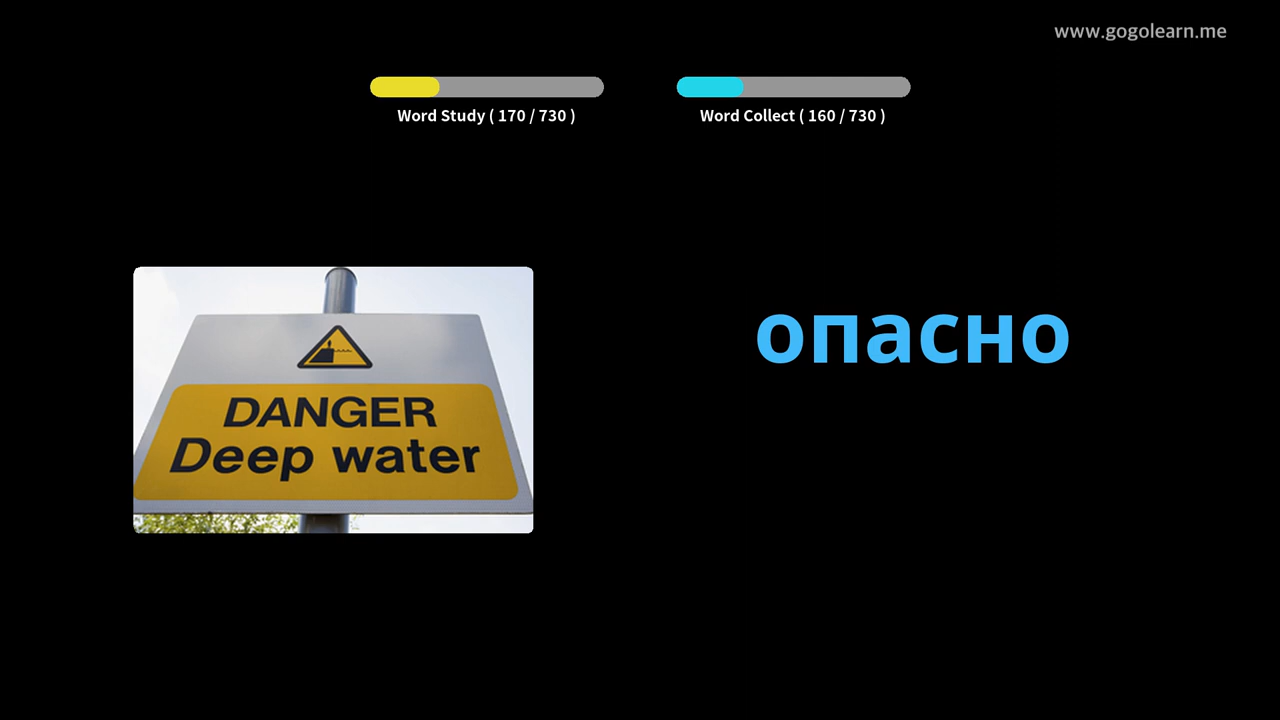 www.gogolearn.me
Word Study ( 170 / 730 )
Word Collect ( 160 / 730 )
DANGER
Deep water
опасно